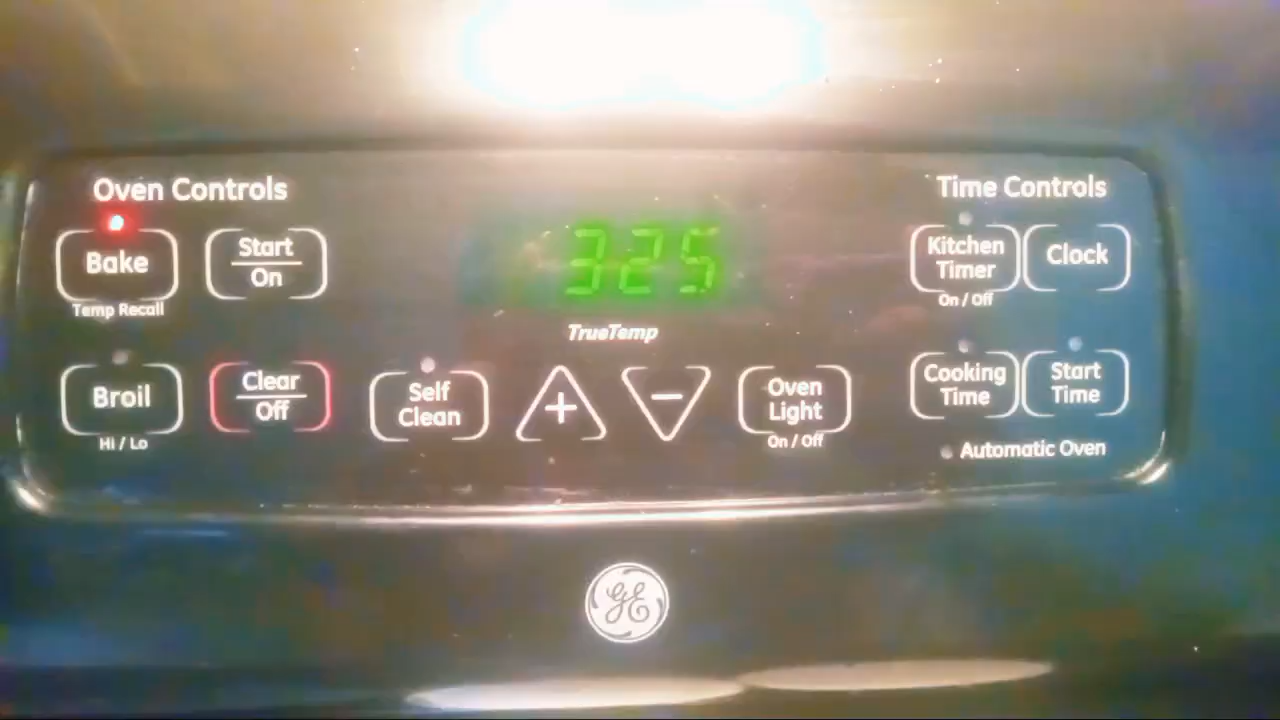 Oven Controls
Time Controls
Bake
Temp Recall
Start
On
325
TrueTemp
Kitchen
Timer
On / Off
Clock
Broil
Hi / Lo
Clear
Off
Self
Clean
+
−
Oven
Light
On / Off
Cooking
Time
Start
Time
Automatic Oven
GE